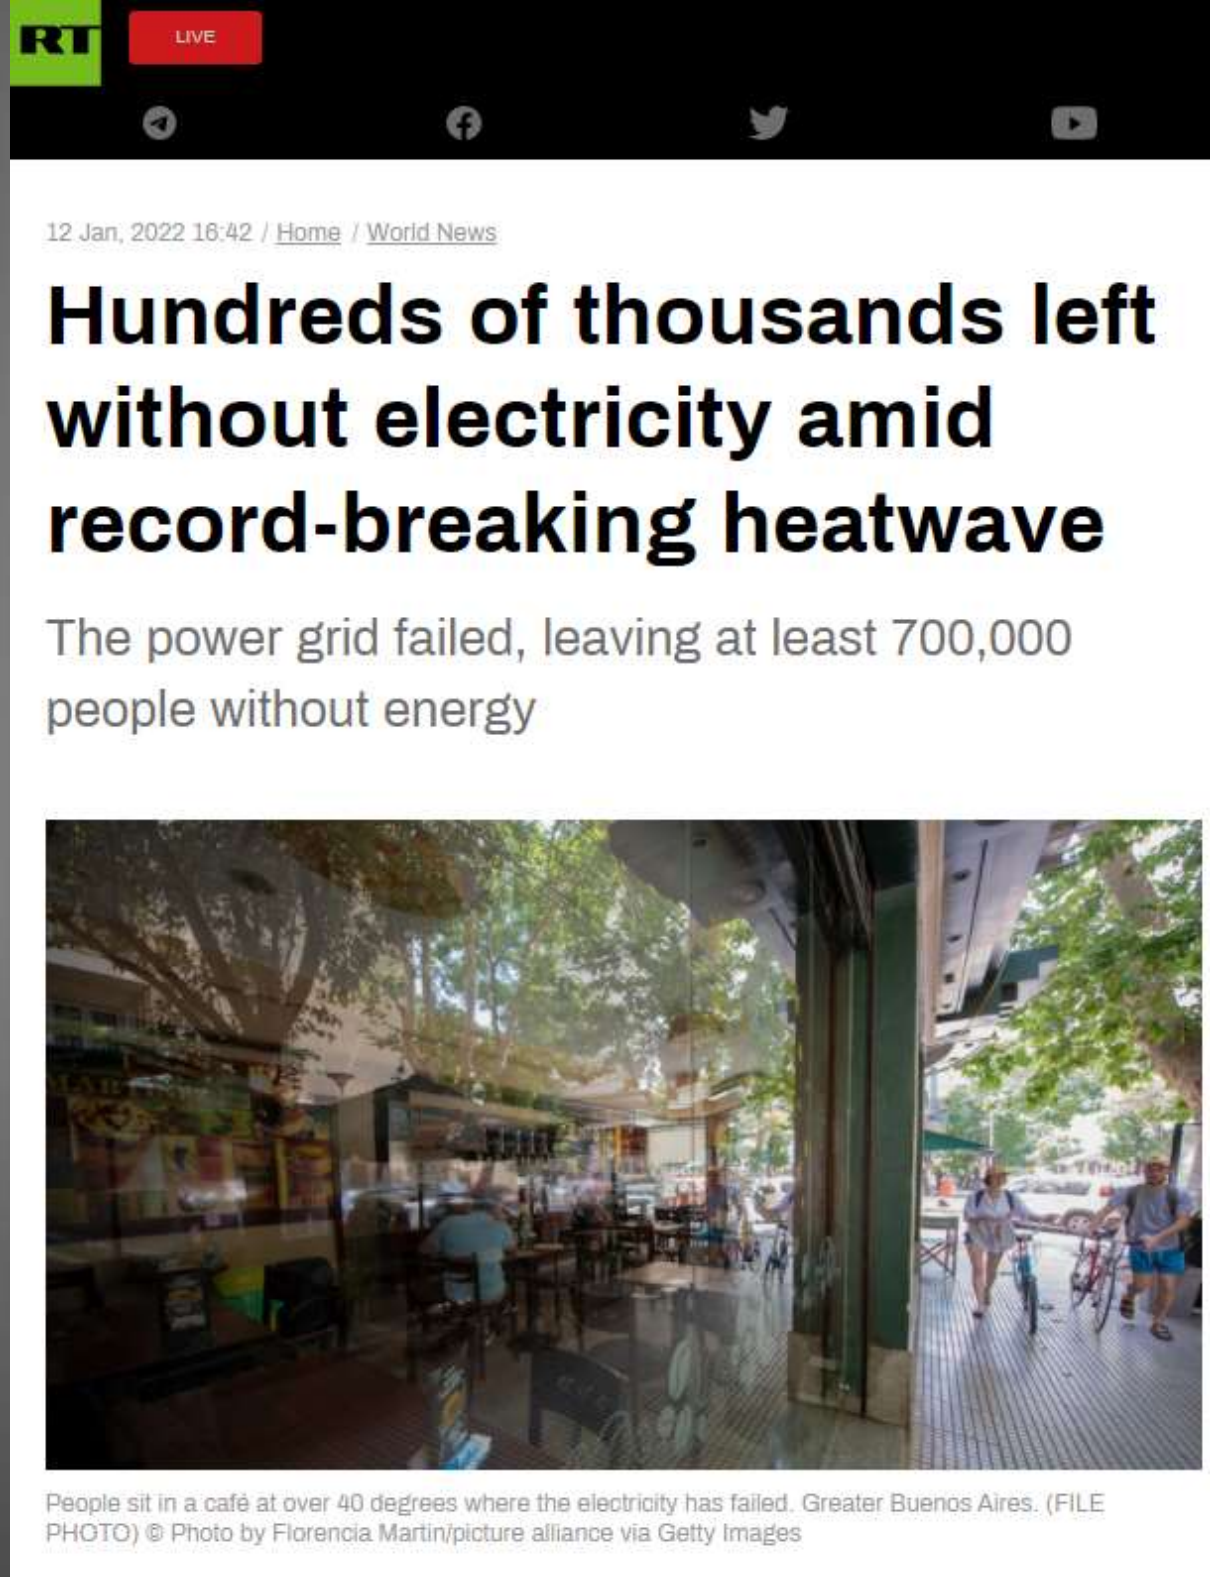 RT
LIVE
12 Jan, 2022 16:42 / Home / World News
Hundreds of thousands left
without electricity amid
record-breaking heatwave
The power grid failed, leaving at least 700,000
people without energy
People sit in a café at over 40 degrees where the electricity has failed. Greater Buenos Aires. (FILE
PHOTO) © Photo by Florencia Martin/picture alliance via Getty Images